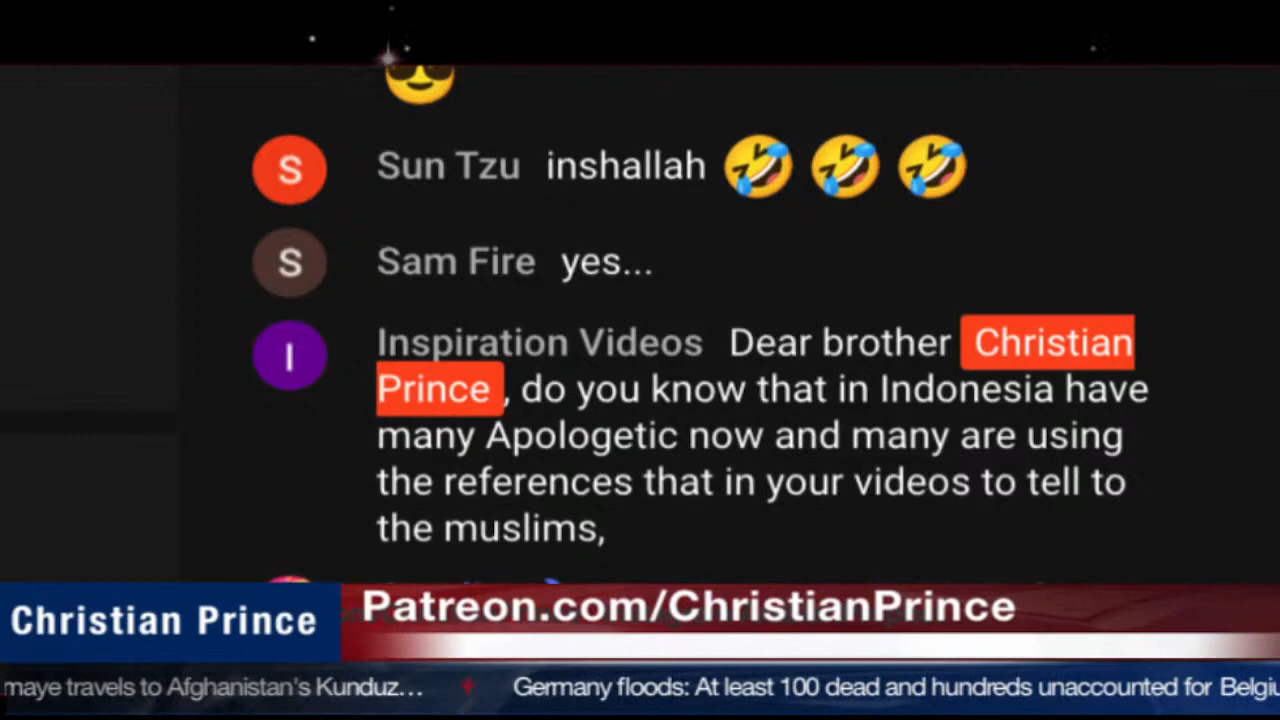 S
Sun Tzu inshallah 🤣 🤣 🤣
S
Sam Fire yes...
I
Inspiration Videos Dear brother Christian
Prince , do you know that in Indonesia have
many Apologetic now and many are using
the references that in your videos to tell to
the muslims,
Christian Prince
Patreon.com/ChristianPrince
maye travels to Afghanistan's Kunduz... Germany floods: At least 100 dead and hundreds unaccounted for